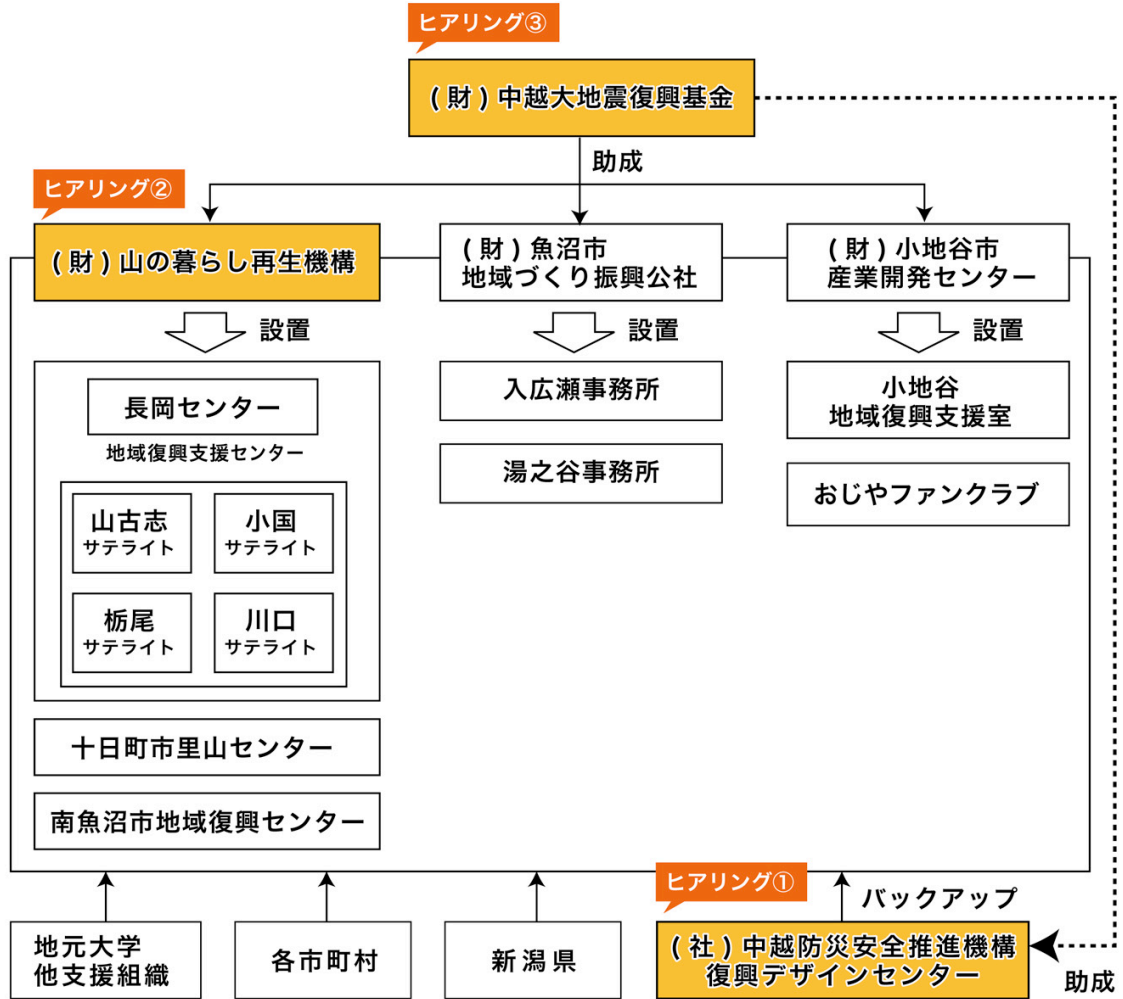 ヒアリング③
(財)中越大地震復興基金
助成
ヒアリング②
(財)山の暮らし再生機構
(財)魚沼市
地域づくり振興公社
(財)小地谷市
産業開発センター
設置
設置
設置
長岡センター
地域復興支援センター
山古志
サテライト
小国
サテライト
栃尾
サテライト
川口
サテライト
十日町市里山センター
南魚沼市地域復興センター
入広瀬事務所
湯之谷事務所
小地谷
地域復興支援室
おじやファンクラブ
ヒアリング①
バックアップ
地元大学
他支援組織
各市町村
新潟県
(社)中越防災安全推進機構
復興デザインセンター
助成